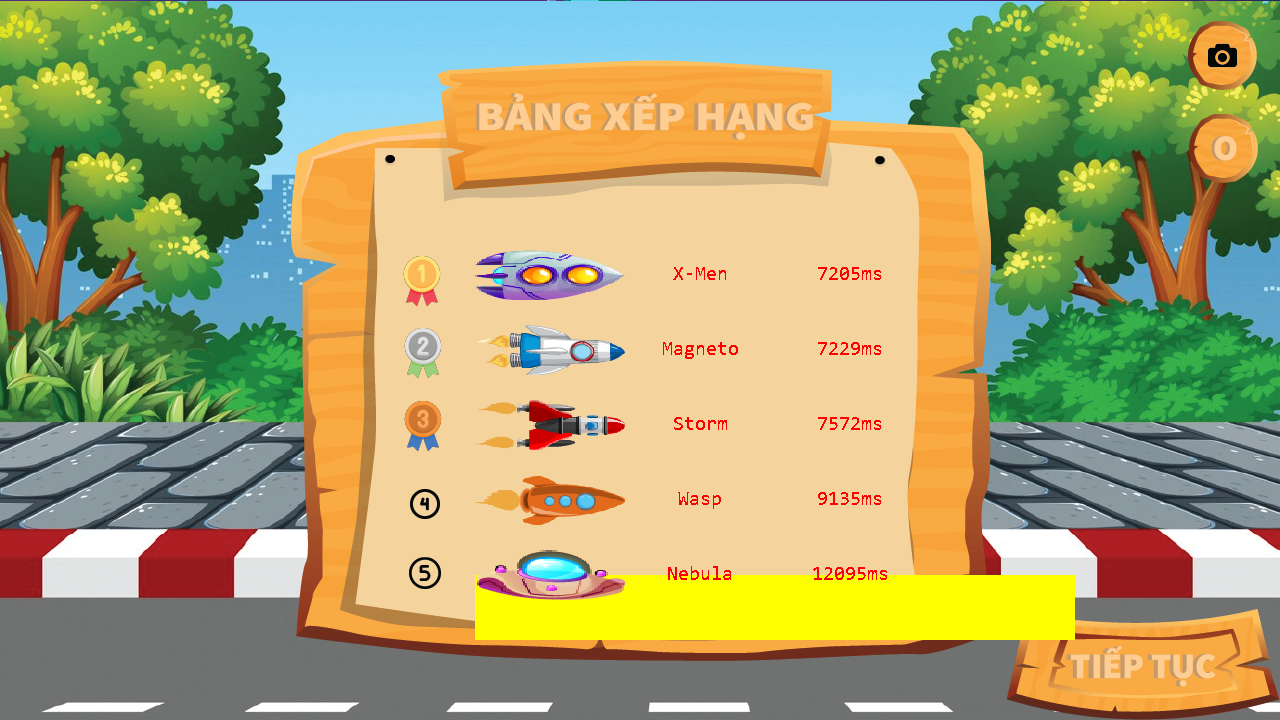 BẢNG XẾP HẠNG
0
1 X-Men 7205ms
2 Magneto 7229ms
3 Storm 7572ms
4 Wasp 9135ms
5 Nebula 12095ms
TIẾP TỤC